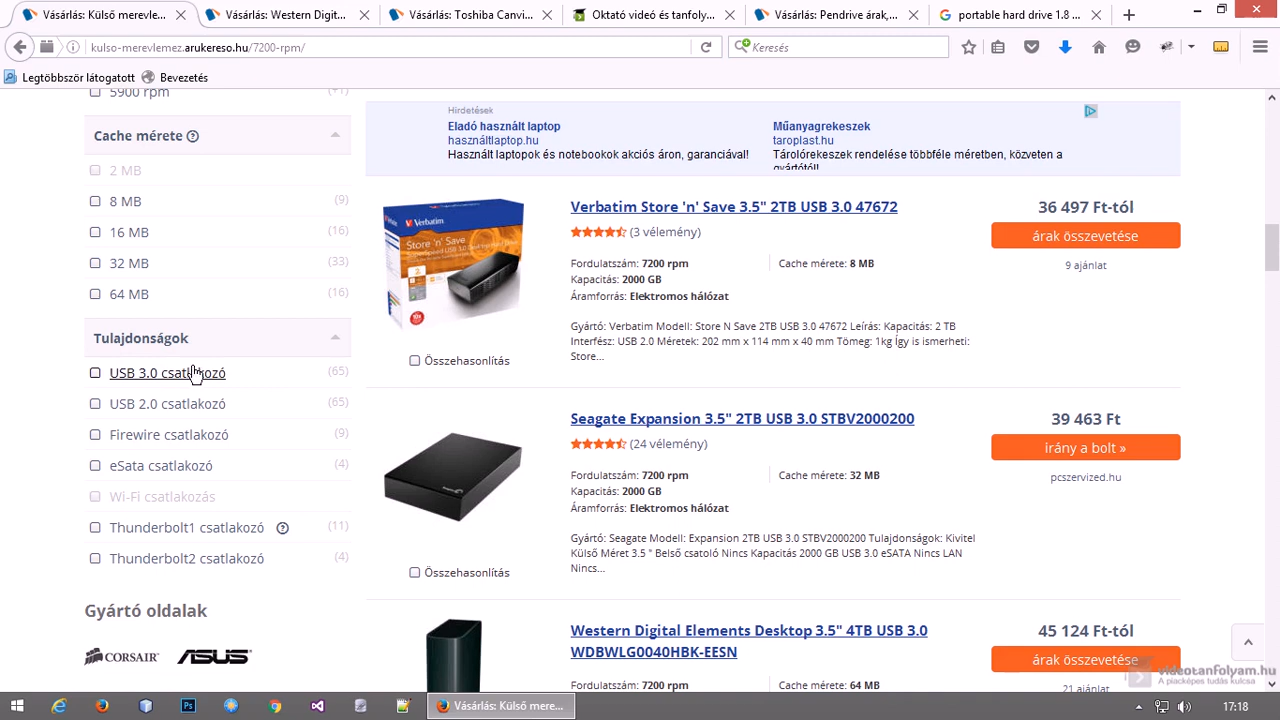 Vásárlás: Külső merevle...
Vásárlás: Western Digit...
Vásárlás: Toshiba Canvi...
Oktató videó és tanfoly...
Vásárlás: Pendrive árak,...
portable hard drive 1.8 ...
kulso-merevlemez.arukereso.hu/7200-rpm/
Keresés
Legtöbbször látogatott
Bevezetés
5900 rpm
(+1)
Cache mérete
2 MB
8 MB (9)
16 MB (16)
32 MB (33)
64 MB (16)
Tulajdonságok
USB 3.0 csatlakozó (65)
USB 2.0 csatlakozó (65)
Firewire csatlakozó (9)
eSata csatlakozó (4)
Wi-Fi csatlakozás
Thunderbolt1 csatlakozó (11)
Thunderbolt2 csatlakozó (4)
Gyártó oldalak
CORSAIR
ASUS
Hirdetések
Eladó használt laptop
használtlaptop.hu
Használt laptopok és notebookok akciós áron, garanciával!
Műanyagrekeszek
taroplast.hu
Tárolórekeszek rendelése többféle méretben, közveten a
gyártótól!
Verbatim
Store 'n' Save
Verbatim Store 'n' Save 3.5" 2TB USB 3.0 47672
(3 vélemény)
Fordulatszám: 7200 rpm
Cache mérete: 8 MB
Kapacitás: 2000 GB
Áramforrás: Elektromos hálózat
Gyártó: Verbatim Modell: Store N Save 2TB USB 3.0 47672 Leírás: Kapacitás: 2 TB
Interfész: USB 2.0 Méretek: 202 mm x 114 mm x 40 mm Tömeg: 1kg Így is ismerheti:
Store...
Összehasonlítás
36 497 Ft-tól
árak összevetése
9 ajánlat
Seagate Expansion 3.5" 2TB USB 3.0 STBV2000200
(24 vélemény)
Fordulatszám: 7200 rpm
Cache mérete: 32 MB
Kapacitás: 2000 GB
Áramforrás: Elektromos hálózat
Gyártó: Seagate Modell: Expansion 2TB USB 3.0 STBV2000200 Tulajdonságok: Kivitel
Külső Méret 3.5 " Belső csatoló Nincs Kapacitás 2000 GB USB 3.0 eSATA Nincs LAN
Nincs...
Összehasonlítás
39 463 Ft
irány a bolt »
pcszervized.hu
Western Digital Elements Desktop 3.5" 4TB USB 3.0
WDBWLG0040HBK-EESN
Fordulatszám: 7200 rpm
Cache mérete: 64 MB
45 124 Ft-tól
árak összevetése
21 ajánlat
videotanfolyam.hu
A piacképes tudás kulcsa
Vásárlás: Külső mere...
17:18